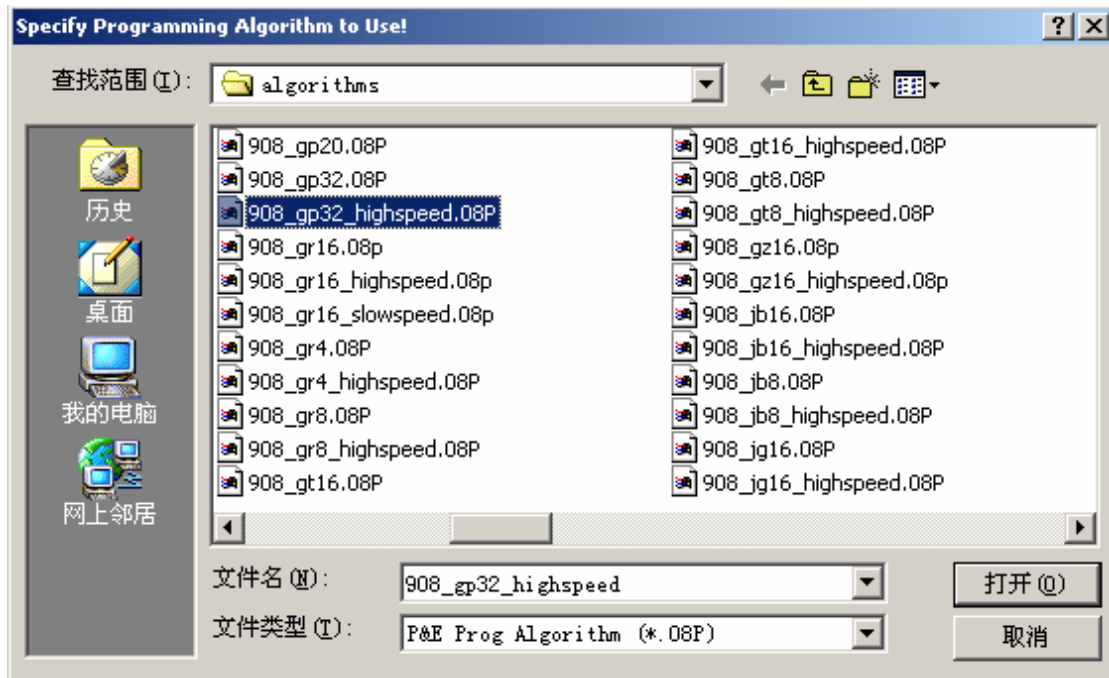 Specify Programming Algorithm to Use!
查找范围(I):
algorithms
历史
桌面
我的电脑
网上邻居
908_gp20.08P
908_gp32.08P
908_gp32_highspeed.08P
908_gr16.08p
908_gr16_highspeed.08p
908_gr16_slowspeed.08p
908_gr4.08P
908_gr4_highspeed.08P
908_gr8.08P
908_gr8_highspeed.08P
908_gt16.08P
908_gt16_highspeed.08P
908_gt8.08P
908_gt8_highspeed.08P
908_gz16.08p
908_gz16_highspeed.08p
908_jb16.08P
908_jb16_highspeed.08P
908_jb8.08P
908_jb8_highspeed.08P
908_jg16.08P
908_jg16_highspeed.08P
文件名(N):
908_gp32_highspeed
打开(O)
文件类型(T):
P&E Prog Algorithm (*.08P)
取消